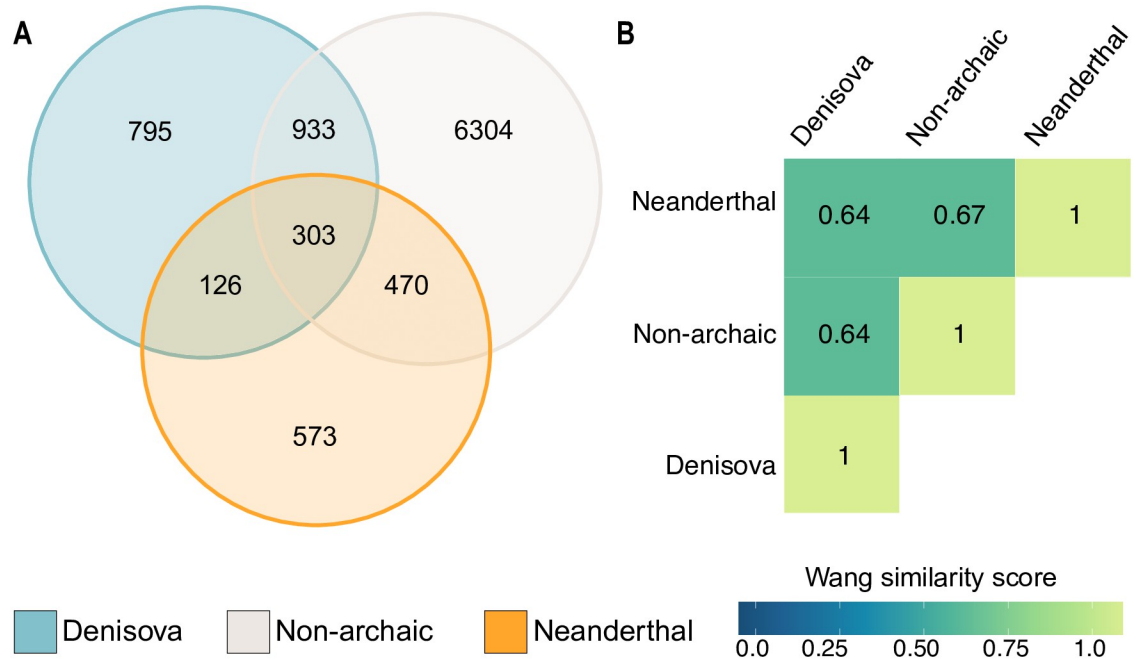 A
795
933
6304
303
126
470
573
Denisova
Non-archaic
Neanderthal
B
Denisova
Non-archaic
Neanderthal
Neanderthal
0.64
0.67
1
Non-archaic
0.64
1
Denisova
1
Wang similarity score
0.0 0.25 0.50 0.75 1.0